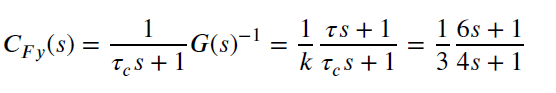 $C_{Fy}(s) = \frac{1}{\tau_c s + 1} G(s)^{-1} = \frac{1}{k} \frac{\tau s + 1}{\tau_c s + 1} = \frac{1}{3} \frac{6s + 1}{4s + 1}$